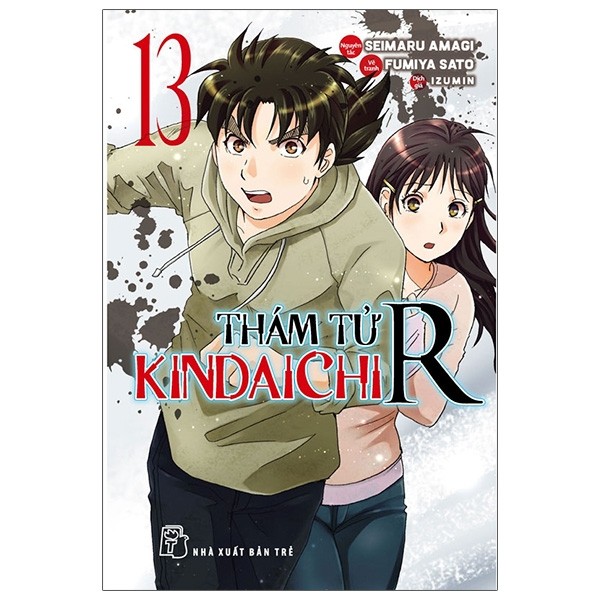 13
Nguyên tác SEIMARU AMAGI
Vẽ tranh FUMIYA SATO
Dịch giả IZUMIN
THÁM TỬ
KINDAICHI R
NHÀ XUẤT BẢN TRẺ